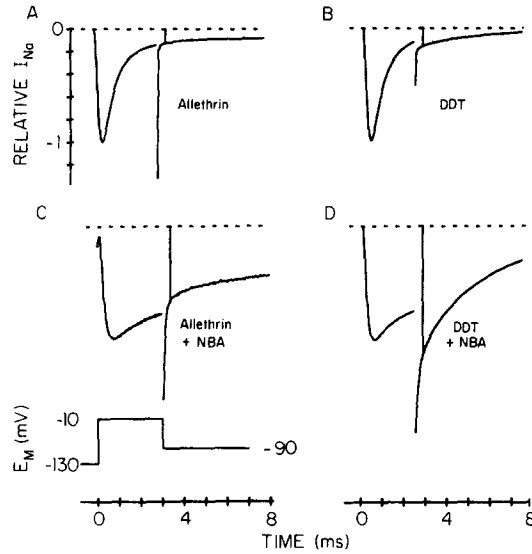 A
B
RELATIVE I_Na
0
-1
Allethrin
DDT
C
D
Allethrin
+ NBA
DDT
+ NBA
E_M (mV)
-10
-130
-90
0 4 8
0 4 8
TIME (ms)